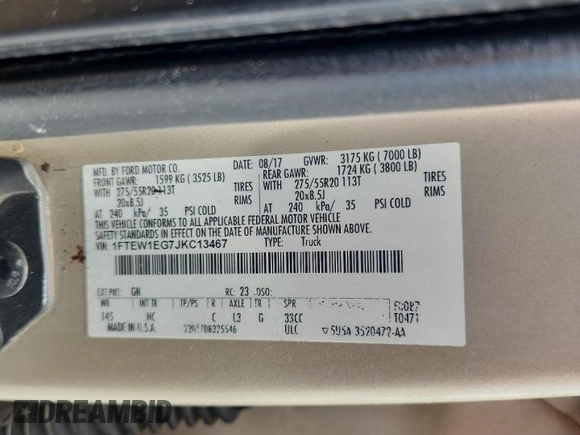 MFD. BY FORD MOTOR CO.
DATE: 08/17 GVWR: 3175 KG ( 7000 LB)
FRONT GAWR: 1599 KG ( 3525 LB)
REAR GAWR: 1724 KG ( 3800 LB)
WITH 275/55R20 113T TIRES
WITH 275/55R20 113T TIRES
20x8.5J RIMS
20x8.5J RIMS
AT 240 kPa/ 35 PSI COLD
AT 240 kPa/ 35 PSI COLD
THIS VEHICLE CONFORMS TO ALL APPLICABLE FEDERAL MOTOR VEHICLE
SAFETY STANDARDS IN EFFECT ON THE DATE OF MANUFACTURE SHOWN ABOVE.
VIN: 1FTEW1EG7JKC13467 TYPE: Truck
EXT PNT: GN RC: 23 DSO:
WB INT TR TP/PS R AXLE TR SPR
145 HC C L3 G 33CC
MADE IN U.S.A. ULC 5U5A-3520472-AA
DREAMBID